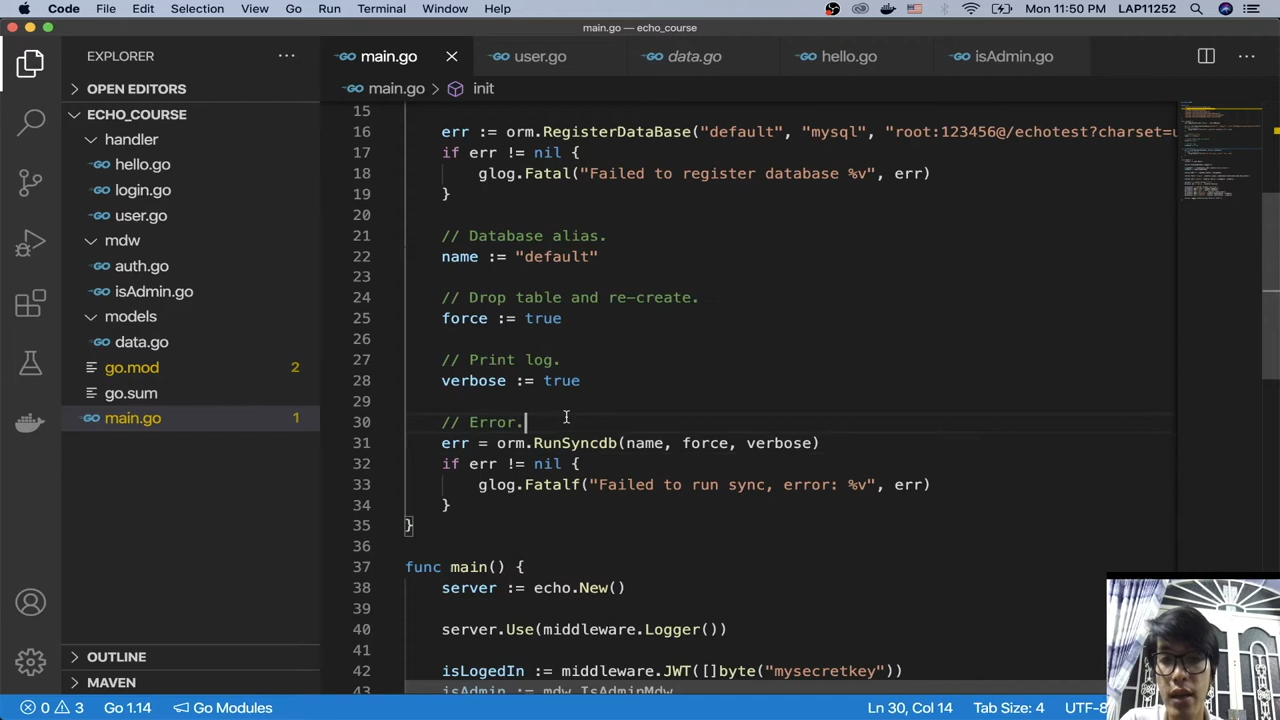 Code File Edit Selection View Go Run Terminal Window Help Mon 11:50 PM LAP11252
main.go — echo_course
EXPLORER
main.go user.go data.go hello.go isAdmin.go
OPEN EDITORS
main.go > init
ECHO_COURSE
handler
hello.go
login.go
user.go
mdw
auth.go
isAdmin.go
models
data.go
go.mod 2
go.sum
main.go 1
OUTLINE
MAVEN
15
16 err := orm.RegisterDataBase("default", "mysql", "root:123456@/echotest?charset=u
17 if err != nil {
18 glog.Fatal("Failed to register database %v", err)
19 }
20
21 // Database alias.
22 name := "default"
23
24 // Drop table and re-create.
25 force := true
26
27 // Print log.
28 verbose := true
29
30 // Error.
31 err = orm.RunSyncdb(name, force, verbose)
32 if err != nil {
33 glog.Fatalf("Failed to run sync, error: %v", err)
34 }
35 }
36
37 func main() {
38 server := echo.New()
39
40 server.Use(middleware.Logger())
41
42 isLogedIn := middleware.JWT([]byte("mysecretkey"))
43 isAdmin := mdw.IsAdminMdw
0 3 Go 1.14 Go Modules Ln 30, Col 14 Tab Size: 4 UTF-8